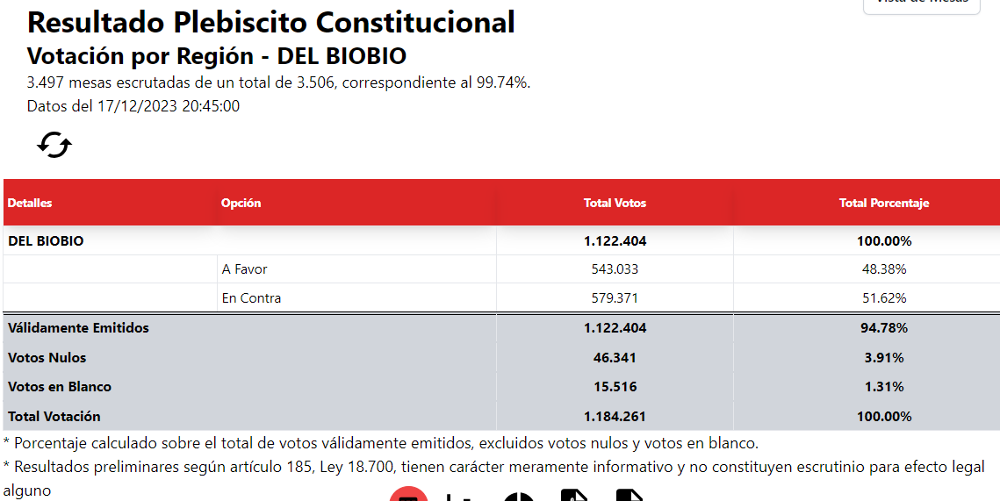 Vista de Mesas
Resultado Plebiscito Constitucional
Votación por Región - DEL BIOBIO
3.497 mesas escrutadas de un total de 3.506, correspondiente al 99.74%.
Datos del 17/12/2023 20:45:00
Detalles Opción Total Votos Total Porcentaje
DEL BIOBIO 1.122.404 100.00%
A Favor 543.033 48.38%
En Contra 579.371 51.62%
Válidamente Emitidos 1.122.404 94.78%
Votos Nulos 46.341 3.91%
Votos en Blanco 15.516 1.31%
Total Votación 1.184.261 100.00%
* Porcentaje calculado sobre el total de votos válidamente emitidos, excluidos votos nulos y votos en blanco.
* Resultados preliminares según artículo 185, Ley 18.700, tienen carácter meramente informativo y no constituyen escrutinio para efecto legal
alguno